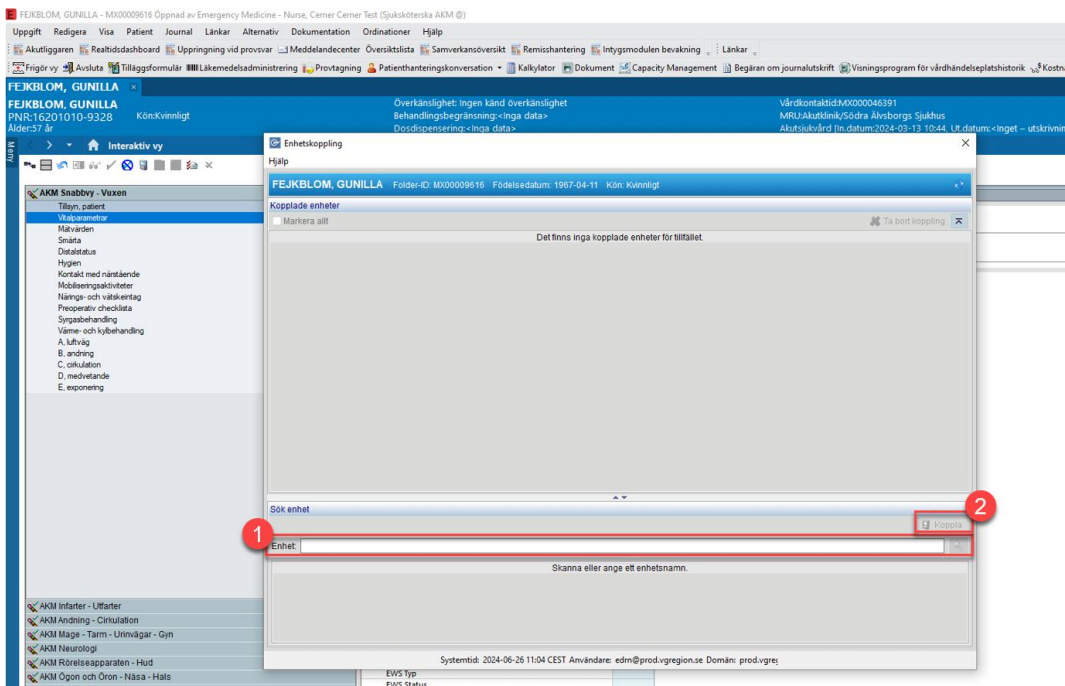 FEJKBLOM, GUNILLA - MX00009616 Öppnad av Emergency Medicine - Nurse, Cerner Cerner Test (Sjuksköterska AKM @)
Uppgift Redigera Visa Patient Journal Länkar Alternativ Dokumentation Ordinationer Hjälp
Akutliggaren Realtidsdashboard Uppringning vid provsvar Meddelandecenter Översiktslista Samverkansöversikt Remisshantering Intygsmodulen bevakning Länkar
Frigör vy Avsluta Tilläggsformulär Läkemedelsadministrering Provtagning Patienthanteringskonversation Kalkylator Dokument Capacity Management Begäran om journalutskrift Visningsprogram för vårdhändelseplatshistorik Kostn
FEJKBLOM, GUNILLA
FEJKBLOM, GUNILLA
PNR:16201010-9328 Kön:Kvinnligt
Ålder:57 år
Överkänslighet: Ingen känd överkänslighet
Behandlingsbegränsning:<Inga data>
Dosdispensering:<Inga data>
Vårdkontaktid:MX000046391
MRU:Akutklinik/Södra Älvsborgs Sjukhus
Akutsjukvård [In.datum:2024-03-13 10:44, Ut.datum:<Inget – utskrivnin
Meny
Interaktiv vy
AKM Snabbvy - Vuxen
Tillsyn, patient
Vitalparametrar
Mätvärden
Smärta
Distalstatus
Hygien
Kontakt med närstående
Mobiliseringsaktiviteter
Närings- och vätskeintag
Preoperativ checklista
Syrgasbehandling
Värme- och kylbehandling
A, luftväg
B, andning
C, cirkulation
D, medvetande
E, exponering
AKM Infarter - Utfarter
AKM Andning - Cirkulation
AKM Mage - Tarm - Urinvägar - Gyn
AKM Neurologi
AKM Rörelseapparaten - Hud
AKM Ögon och Öron - Näsa - Hals
Enhetskoppling
Hjälp
FEJKBLOM, GUNILLA Folder-ID: MX00009616 Födelsedatum: 1967-04-11 Kön: Kvinnligt
Kopplade enheter
Markera allt Ta bort koppling
Det finns inga kopplade enheter för tillfället.
Sök enhet
2
Koppla
1
Enhet:
Skanna eller ange ett enhetsnamn.
Systemtid: 2024-06-26 11:04 CEST Användare: edrn@prod.vgregion.se Domän: prod.vgreg
EWS Typ
EWS Status